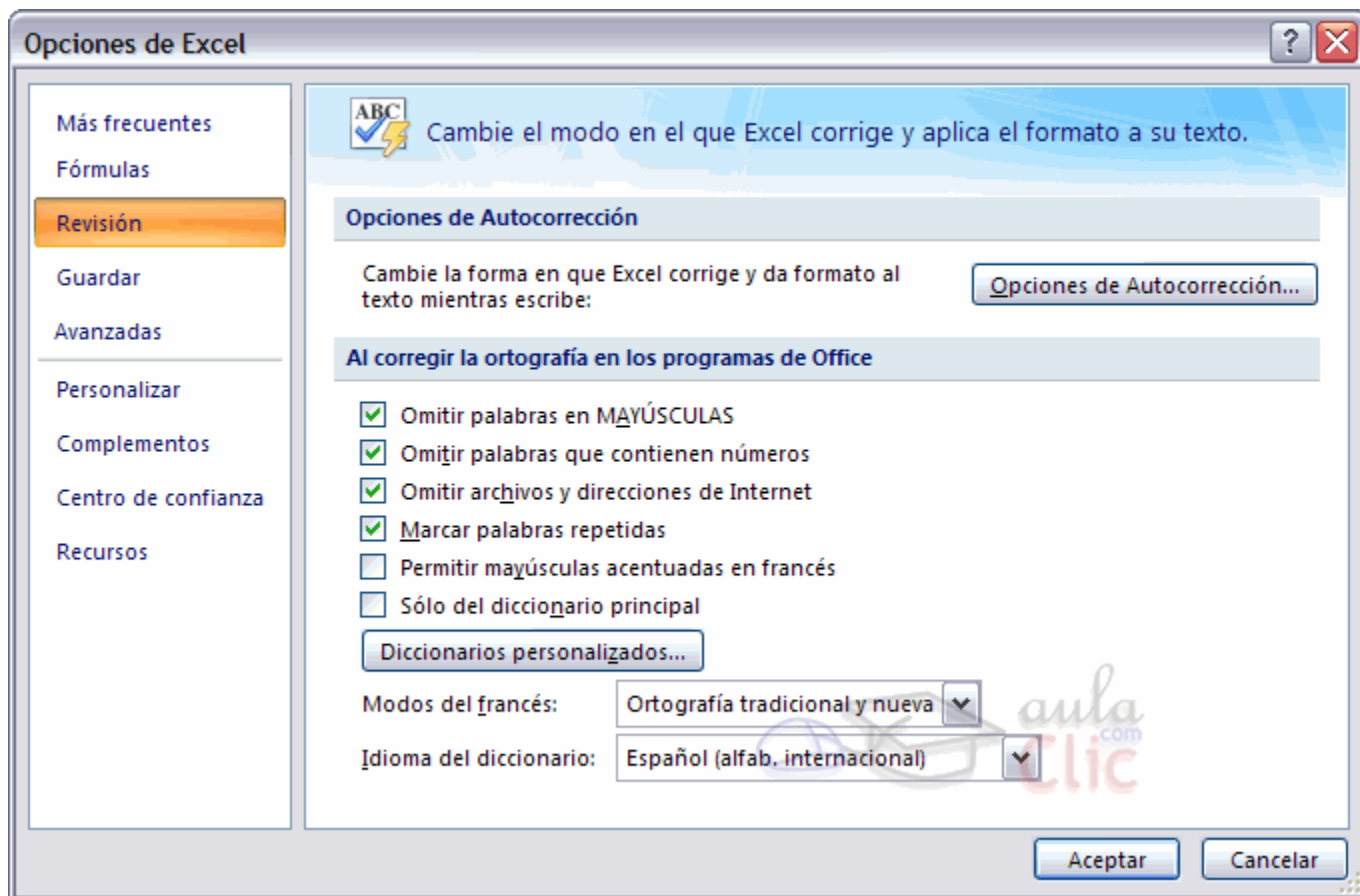 Opciones de Excel
Más frecuentes
Fórmulas
Revisión
Guardar
Avanzadas
Personalizar
Complementos
Centro de confianza
Recursos
ABC
Cambie el modo en el que Excel corrige y aplica el formato a su texto.
Opciones de Autocorrección
Cambie la forma en que Excel corrige y da formato al
texto mientras escribe:
Opciones de Autocorrección...
Al corregir la ortografía en los programas de Office
Omitir palabras en MAYÚSCULAS
Omitir palabras que contienen números
Omitir archivos y direcciones de Internet
Marcar palabras repetidas
Permitir mayúsculas acentuadas en francés
Sólo del diccionario principal
Diccionarios personalizados...
Modos del francés:
Ortografía tradicional y nueva
Idioma del diccionario:
Español (alfab. internacional)
aula
.com
Clic
Aceptar
Cancelar